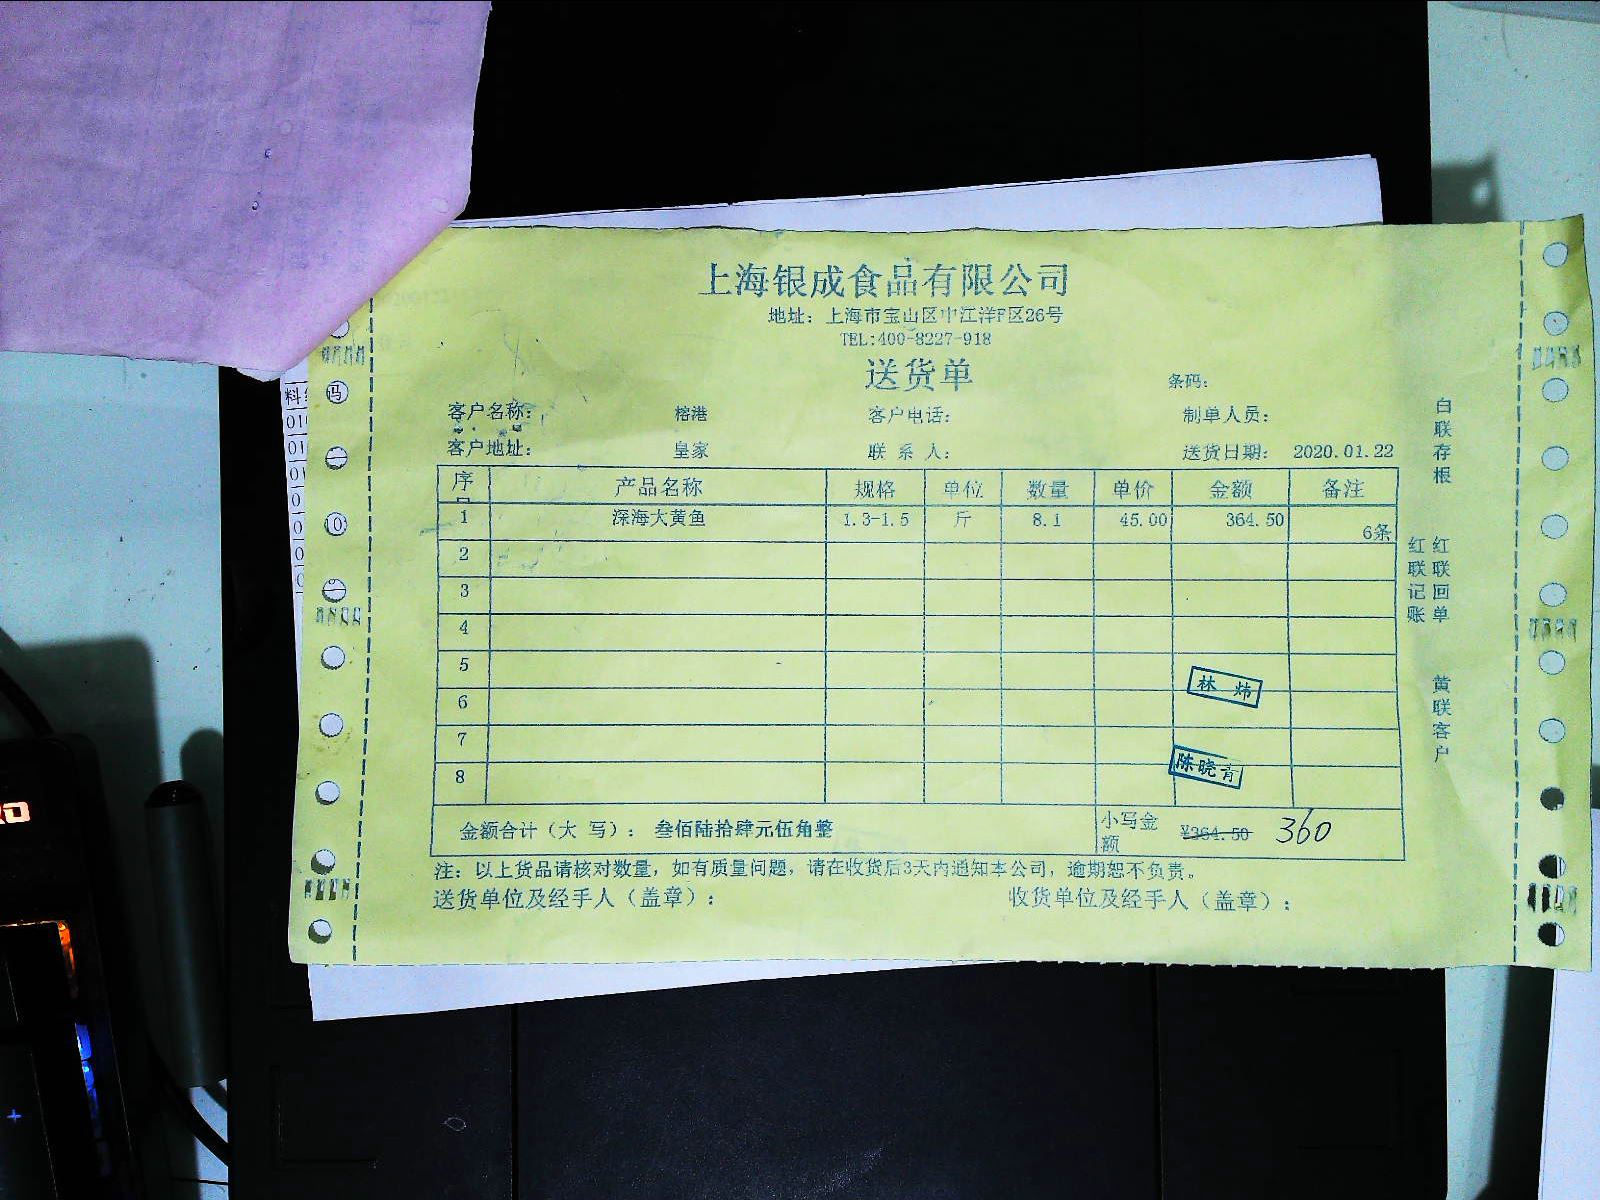 上海银成食品有限公司
地址：上海市宝山区中江洋F区26号
TEL:400-8227-918
送货单
条码：
客户名称： 榕港 客户电话： 制单人员：
客户地址： 皇家 联 系 人： 送货日期： 2020.01.22
序 产品名称 规格 单位 数量 单价 金额 备注
1 深海大黄鱼 1.3-1.5 斤 8.1 45.00 364.50 6条
2
3
4
5
6
7
8
林 炜
陈晓青
金额合计（大 写）： 叁佰陆拾肆元伍角整 小写金额 ¥364.50 360
注：以上货品请核对数量，如有质量问题，请在收货后3天内通知本公司，逾期恕不负责。
送货单位及经手人（盖章）： 收货单位及经手人（盖章）：
白联存根
红联回单
红联记账
黄联客户
料
码
010